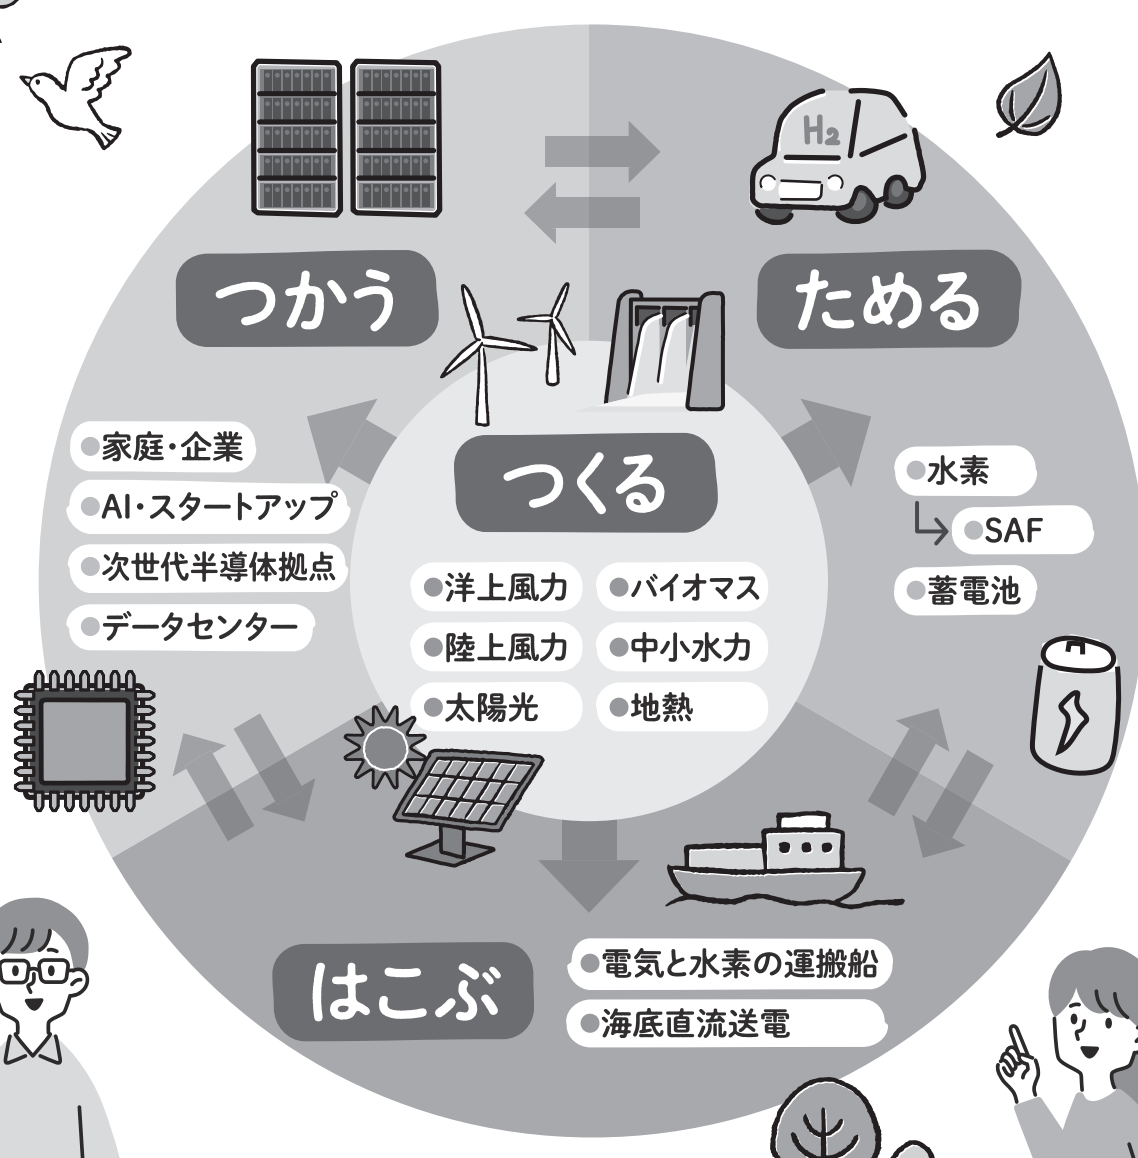 H2
つかう
ためる
●家庭・企業
●AI・スタートアップ
●次世代半導体拠点
●データセンター
●水素
●SAF
●蓄電池
つくる
●洋上風力
●バイオマス
●陸上風力
●中小水力
●太陽光
●地熱
はこぶ
●電気と水素の運搬船
●海底直流送電